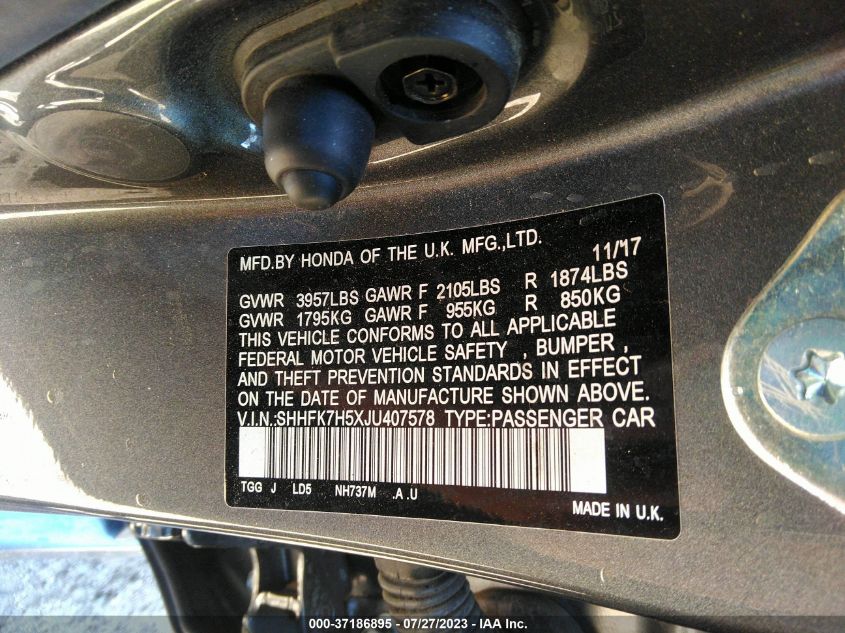 MFD.BY HONDA OF THE U.K. MFG.,LTD. 11/17
GVWR 3957LBS GAWR F 2105LBS R 1874LBS
GVWR 1795KG GAWR F 955KG R 850KG
THIS VEHICLE CONFORMS TO ALL APPLICABLE
FEDERAL MOTOR VEHICLE SAFETY , BUMPER ,
AND THEFT PREVENTION STANDARDS IN EFFECT
ON THE DATE OF MANUFACTURE SHOWN ABOVE.
V.I.N.:SHHFK7H5XJU407578 TYPE:PASSENGER CAR
TGG J LD5 NH737M .A .U
MADE IN U.K.
000-37186895 - 07/27/2023 - IAA Inc.